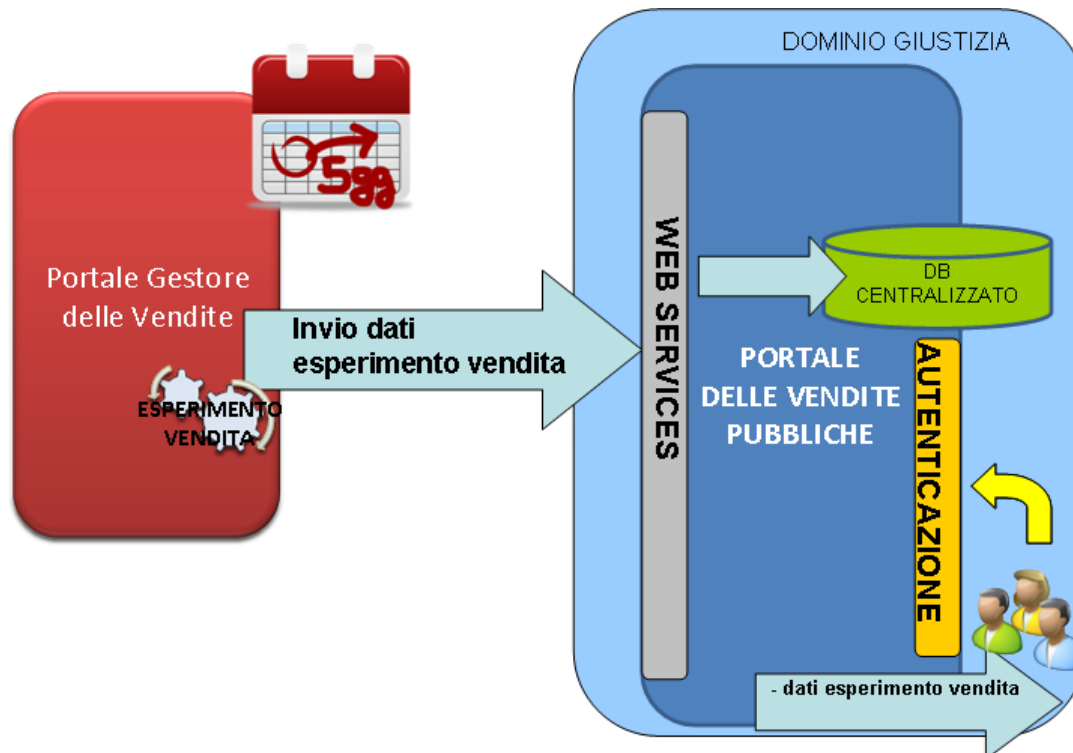 DOMINIO GIUSTIZIA
5gg
Portale Gestore
delle Vendite
ESPERIMENTO
VENDITA
Invio dati
esperimento vendita
WEB SERVICES
DB
CENTRALIZZATO
PORTALE
DELLE VENDITE
PUBBLICHE
AUTENTICAZIONE
- dati esperimento vendita